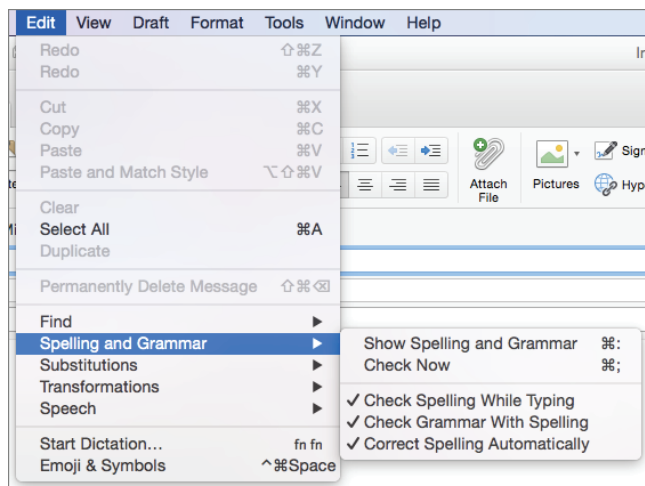 Edit View Draft Format Tools Window Help
Redo ⇧⌘Z
Redo ⌘Y
Cut ⌘X
Copy ⌘C
Paste ⌘V
Paste and Match Style ⌥⇧⌘V
Clear
Select All ⌘A
Duplicate
Permanently Delete Message ⇧⌘⌫
Find ▶
Spelling and Grammar ▶
Substitutions ▶
Transformations ▶
Speech ▶
Start Dictation... fn fn
Emoji & Symbols ^⌘Space
Attach
File
Pictures
Show Spelling and Grammar ⌘:
Check Now ⌘;
✓ Check Spelling While Typing
✓ Check Grammar With Spelling
✓ Correct Spelling Automatically